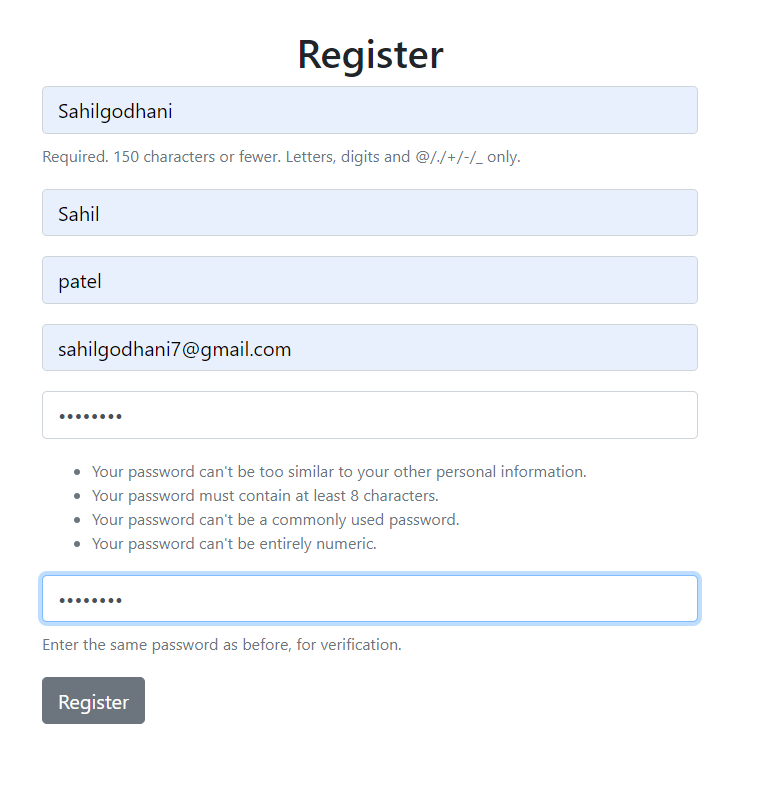 Register
Sahilgodhani
Required. 150 characters or fewer. Letters, digits and @/./+/-/_ only.
Sahil
patel
sahilgodhani7@gmail.com
••••••••
• Your password can't be too similar to your other personal information.
• Your password must contain at least 8 characters.
• Your password can't be a commonly used password.
• Your password can't be entirely numeric.
••••••••
Enter the same password as before, for verification.
Register